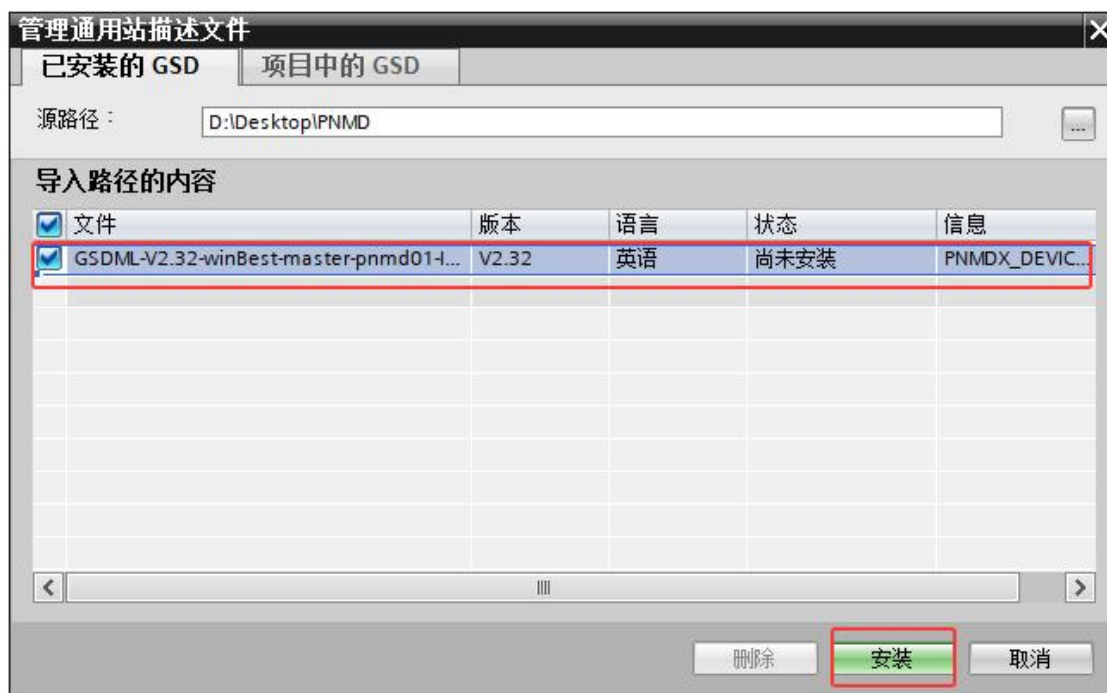 管理通用站描述文件
已安装的 GSD 项目中的 GSD
源路径： D:\Desktop\PNMD ...
导入路径的内容
文件 版本 语言 状态 信息
GSDML-V2.32-winBest-master-pnmd01-I... V2.32 英语 尚未安装 PNMDX_DEVIC...
删除 安装 取消